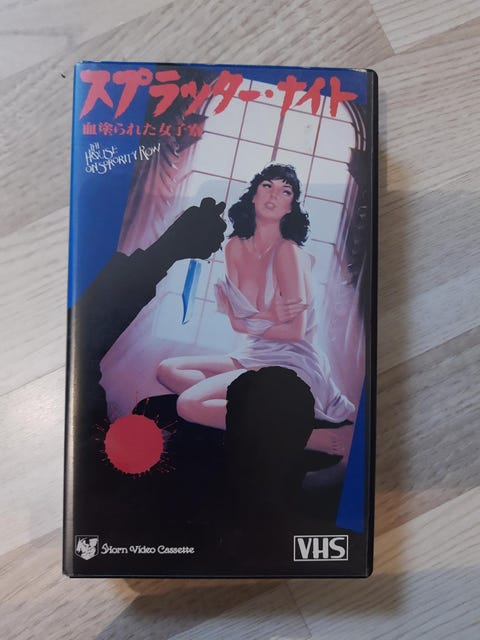 スプラッター・ナイト
血塗られた女子寮
THE
HOUSE
ON SORORITY ROW
Horn Video Cassette
VHS